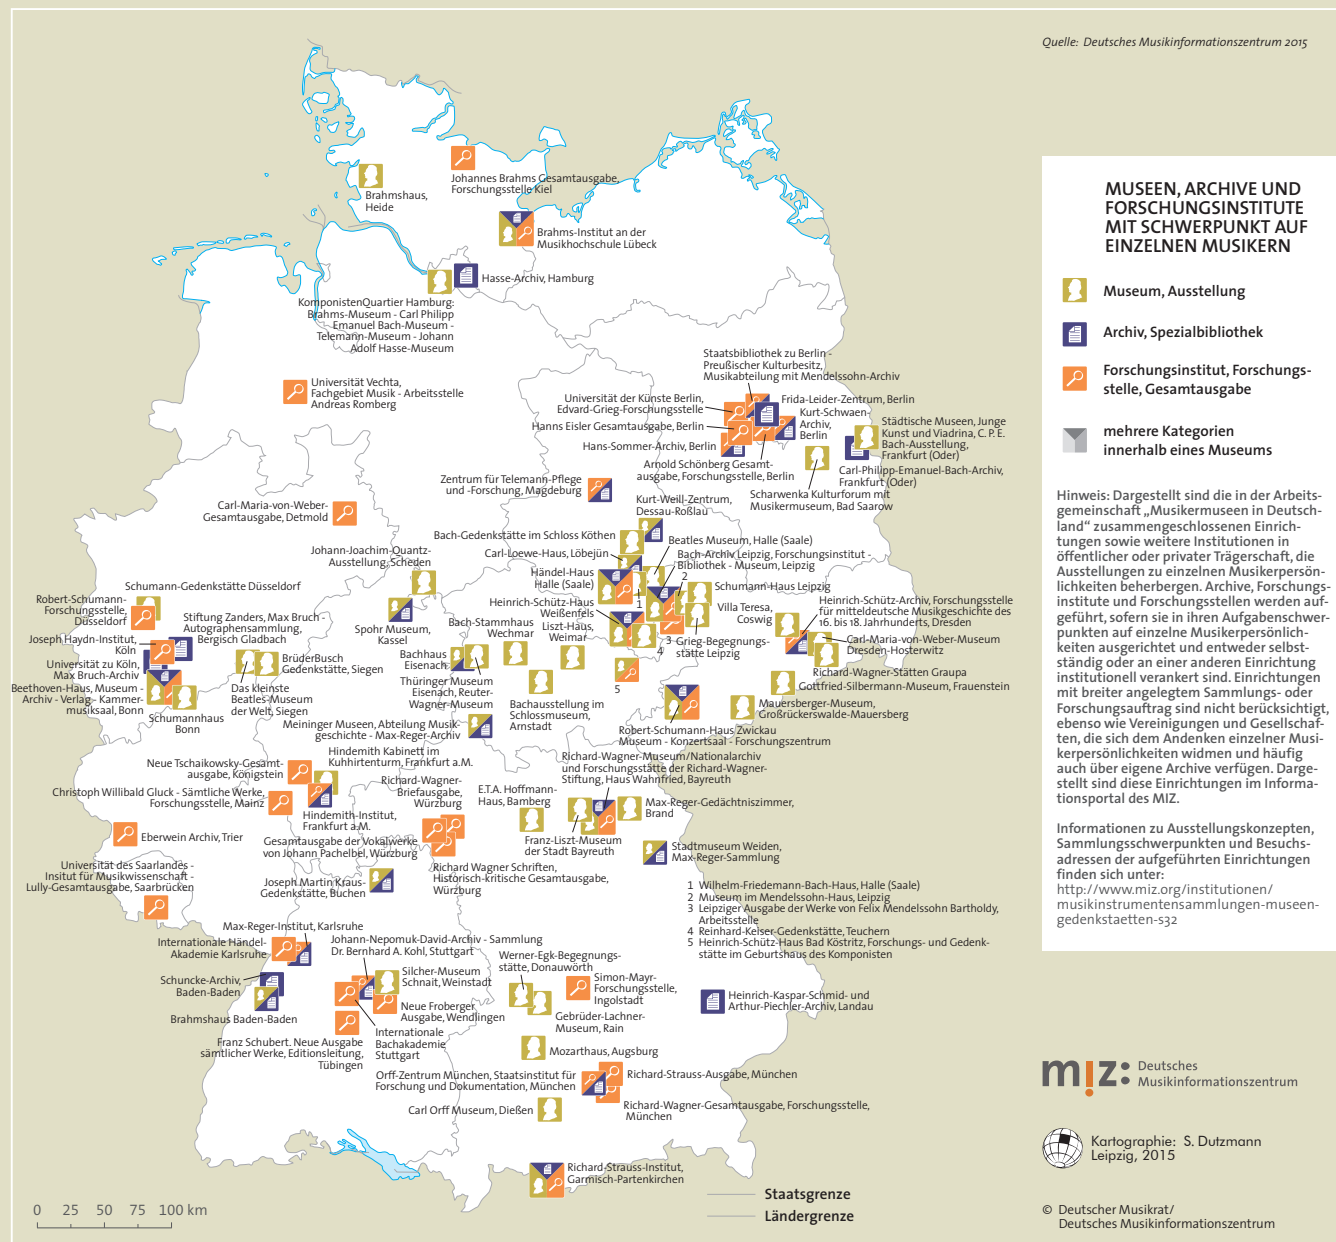 Quelle: Deutsches Musikinformationszentrum 2015
Brahmshaus,
Heide
Johannes Brahms Gesamtausgabe,
Forschungsstelle Kiel
Brahms-Institut an der
Musikhochschule Lübeck
Hasse-Archiv, Hamburg
KomponistenQuartier Hamburg:
Brahms-Museum - Carl Philipp
Emanuel Bach-Museum -
Telemann-Museum - Johann
Adolf Hasse-Museum
Universität Vechta,
Fachgebiet Musik - Arbeitsstelle
Andreas Romberg
Staatsbibliothek zu Berlin -
Preußischer Kulturbesitz,
Musikabteilung mit Mendelssohn-Archiv
Universität der Künste Berlin,
Edvard-Grieg-Forschungsstelle
Frida-Leider-Zentrum, Berlin
Kurt-Schwaen-
Archiv,
Berlin
Hanns Eisler Gesamtausgabe, Berlin
Hans-Sommer-Archiv, Berlin
Städtische Museen, Junge
Kunst und Viadrina, C. P. E.
Bach-Ausstellung,
Frankfurt (Oder)
Arnold Schönberg Gesamt-
ausgabe, Forschungsstelle, Berlin
Carl-Philipp-Emanuel-Bach-Archiv,
Frankfurt (Oder)
Scharwenka Kulturforum mit
Musikermuseum, Bad Saarow
Zentrum für Telemann-Pflege
und -Forschung, Magdeburg
Kurt-Weill-Zentrum,
Dessau-Roßlau
Carl-Maria-von-Weber-
Gesamtausgabe, Detmold
Bach-Gedenkstätte im Schloss Köthen
Beatles Museum, Halle (Saale)
Carl-Loewe-Haus, Löbejün
Bach-Archiv Leipzig, Forschungsinstitut -
Bibliothek - Museum, Leipzig
Johann-Joachim-Quantz-
Ausstellung, Scheden
Händel-Haus
Halle (Saale)
1
2
Schumann-Haus Leipzig
Schumann-Gedenkstätte Düsseldorf
Robert-Schumann-
Forschungsstelle,
Düsseldorf
Stiftung Zanders, Max Bruch -
Autographensammlung,
Bergisch Gladbach
Heinrich-Schütz-Haus
Weißenfels
Villa Teresa,
Coswig
Heinrich-Schütz-Archiv, Forschungsstelle
für mitteldeutsche Musikgeschichte des
16. bis 18. Jahrhunderts, Dresden
Joseph Haydn-Institut,
Köln
Spohr Museum,
Kassel
Bach-Stammhaus
Wechmar
Liszt-Haus,
Weimar
3
4
Grieg-Begegnungs-
stätte Leipzig
Carl-Maria-von-Weber-Museum
Dresden-Hosterwitz
Universität zu Köln,
Max Bruch-Archiv
BrüderBusch
Gedenkstätte, Siegen
Bachhaus
Eisenach
Richard-Wagner-Stätten Graupa
Beethoven-Haus, Museum -
Archiv - Verlag - Kammer-
musiksaal, Bonn
Das kleinste
Beatles-Museum
der Welt, Siegen
Thüringer Museum
Eisenach, Reuter-
Wagner-Museum
5
Gottfried-Silbermann-Museum, Frauenstein
Schumannhaus
Bonn
Bachausstellung im
Schlossmuseum,
Arnstadt
Mauersberger-Museum,
Großrückerswalde-Mauersberg
Meininger Museen, Abteilung Musik-
geschichte - Max-Reger-Archiv
Robert-Schumann-Haus Zwickau
Museum - Konzertsaal - Forschungszentrum
Hindemith Kabinett im
Kuhhirtenturm, Frankfurt a.M.
Neue Tschaikowsky-Gesamt-
ausgabe, Königstein
Richard-Wagner-Museum/Nationalarchiv
und Forschungsstätte der Richard-Wagner-
Stiftung, Haus Wahnfried, Bayreuth
Christoph Willibald Gluck - Sämtliche Werke,
Forschungsstelle, Mainz
Richard-Wagner-
Briefausgabe,
Würzburg
E.T.A. Hoffmann-
Haus, Bamberg
Max-Reger-Gedächtniszimmer,
Brand
Hindemith-Institut,
Frankfurt a.M.
Eberwein Archiv, Trier
Gesamtausgabe der Vokalwerke
von Johann Pachelbel, Würzburg
Franz-Liszt-Museum
der Stadt Bayreuth
Stadtmuseum Weiden,
Max-Reger-Sammlung
Universität des Saarlandes -
Insitut für Musikwissenschaft -
Lully-Gesamtausgabe, Saarbrücken
Joseph Martin Kraus-
Gedenkstätte, Buchen
Richard Wagner Schriften,
Historisch-kritische Gesamtausgabe,
Würzburg
1 Wilhelm-Friedemann-Bach-Haus, Halle (Saale)
2 Museum im Mendelssohn-Haus, Leipzig
3 Leipziger Ausgabe der Werke von Felix Mendelssohn Bartholdy,
Arbeitsstelle
4 Reinhard-Keiser-Gedenkstätte, Teuchern
5 Heinrich-Schütz-Haus Bad Köstritz, Forschungs- und Gedenk-
stätte im Geburtshaus des Komponisten
Max-Reger-Institut, Karlsruhe
Internationale Händel-
Akademie Karlsruhe
Johann-Nepomuk-David-Archiv - Sammlung
Dr. Bernhard A. Kohl, Stuttgart
Schuncke-Archiv,
Baden-Baden
Silcher-Museum
Schnait, Weinstadt
Werner-Egk-Begegnungs-
stätte, Donauwörth
Simon-Mayr-
Forschungsstelle,
Ingolstadt
Heinrich-Kaspar-Schmid- und
Arthur-Piechler-Archiv, Landau
Brahmshaus Baden-Baden
Neue Froberger
Ausgabe, Wendlingen
Gebrüder-Lachner-
Museum, Rain
Franz Schubert. Neue Ausgabe
sämtlicher Werke, Editionsleitung,
Tübingen
Internationale
Bachakademie
Stuttgart
Mozarthaus, Augsburg
Orff-Zentrum München, Staatsinstitut für
Forschung und Dokumentation, München
Richard-Strauss-Ausgabe, München
Carl Orff Museum, Dießen
Richard-Wagner-Gesamtausgabe, Forschungsstelle,
München
Richard-Strauss-Institut,
Garmisch-Partenkirchen
0 25 50 75 100 km
Staatsgrenze
Ländergrenze
MUSEEN, ARCHIVE UND
FORSCHUNGSINSTITUTE
MIT SCHWERPUNKT AUF
EINZELNEN MUSIKERN
Museum, Ausstellung
Archiv, Spezialbibliothek
Forschungsinstitut, Forschungs-
stelle, Gesamtausgabe
mehrere Kategorien
innerhalb eines Museums
Hinweis: Dargestellt sind die in der Arbeits-
gemeinschaft „Musikermuseen in Deutsch-
land“ zusammengeschlossenen Einrich-
tungen sowie weitere Institutionen in
öffentlicher oder privater Trägerschaft, die
Ausstellungen zu einzelnen Musikerpersön-
lichkeiten beherbergen. Archive, Forschungs-
institute und Forschungsstellen werden auf-
geführt, sofern sie in ihren Aufgabenschwer-
punkten auf einzelne Musikerpersönlich-
keiten ausgerichtet und entweder selbst-
ständig oder an einer anderen Einrichtung
institutionell verankert sind. Einrichtungen
mit breiter angelegtem Sammlungs- oder
Forschungsauftrag sind nicht berücksichtigt,
ebenso wie Vereinigungen und Gesellschaf-
ten, die sich dem Andenken einzelner Musi-
kerpersönlichkeiten widmen und häufig
auch über eigene Archive verfügen. Darge-
stellt sind diese Einrichtungen im Informa-
tionsportal des MIZ.
Informationen zu Ausstellungskonzepten,
Sammlungsschwerpunkten und Besuchs-
adressen der aufgeführten Einrichtungen
finden sich unter:
http://www.miz.org/institutionen/
musikinstrumentensammlungen-museen-
gedenkstaetten-s32
miz:
Deutsches
Musikinformationszentrum
Kartographie: S. Dutzmann
Leipzig, 2015
© Deutscher Musikrat/
Deutsches Musikinformationszentrum